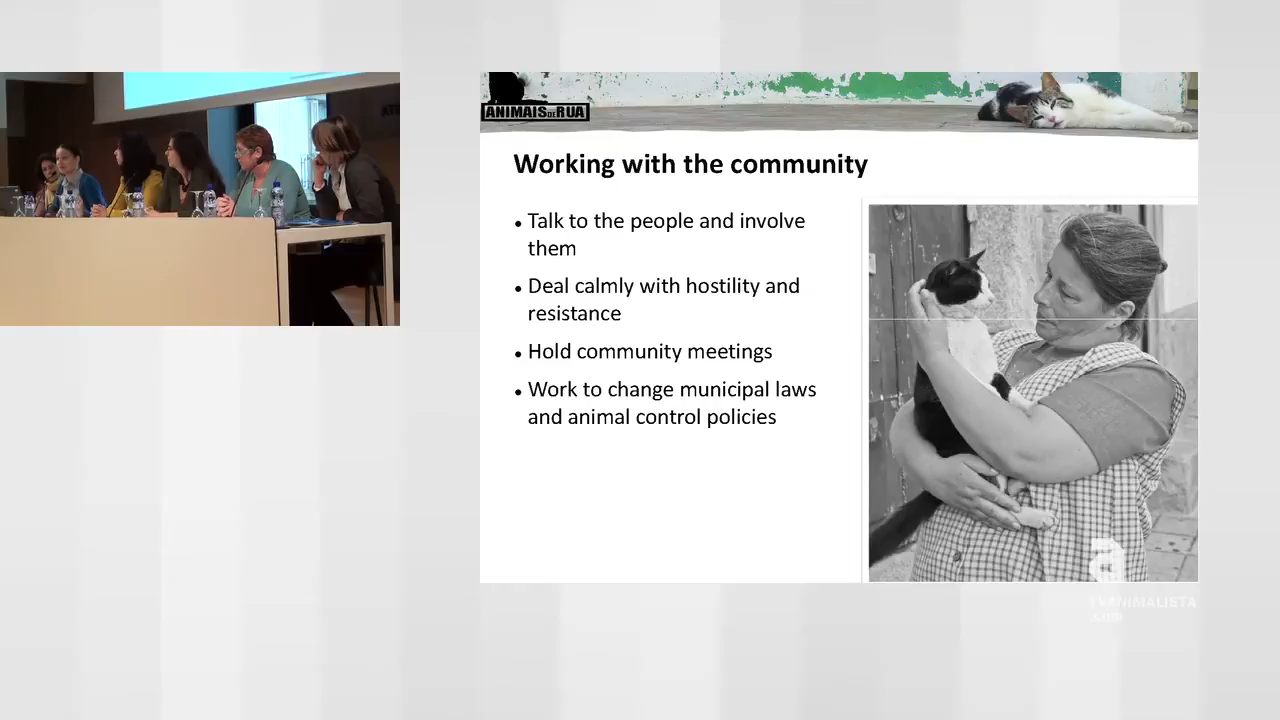 ANIMAIS DE RUA
Working with the community
• Talk to the people and involve
them
• Deal calmly with hostility and
resistance
• Hold community meetings
• Work to change municipal laws
and animal control policies
TVANIMALISTA